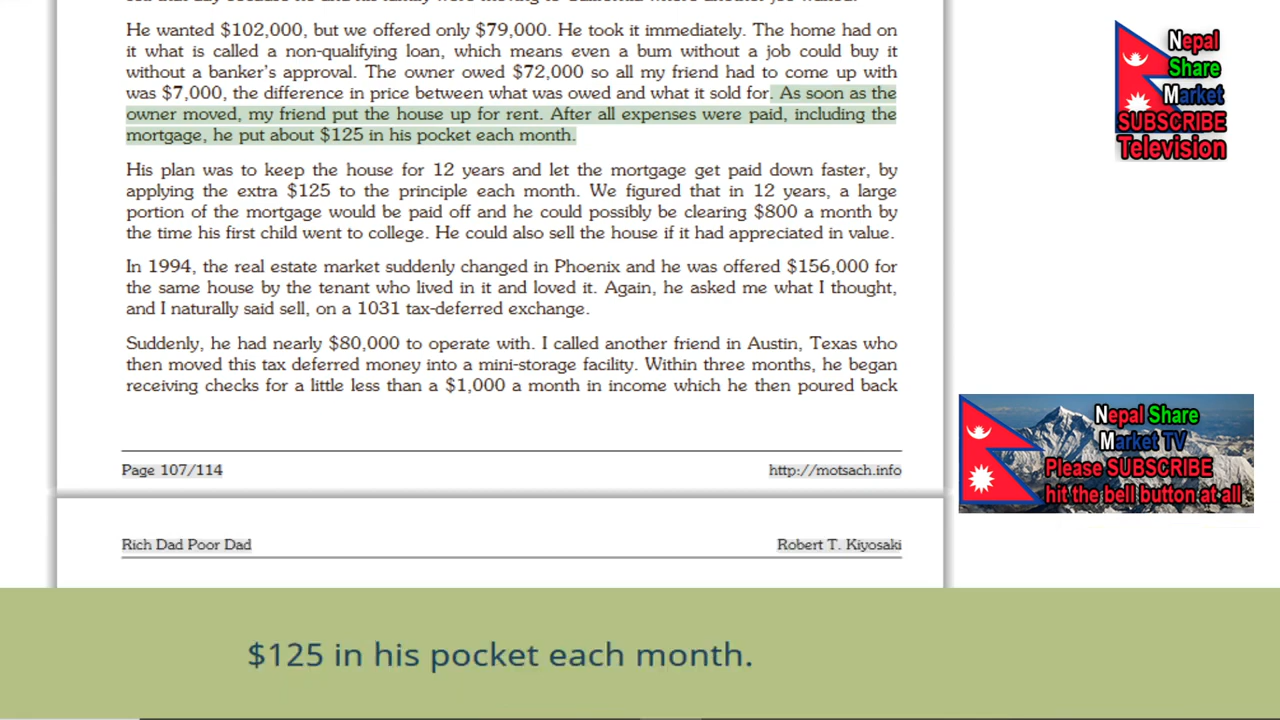 He wanted $102,000, but we offered only $79,000. He took it immediately. The home had on
it what is called a non-qualifying loan, which means even a bum without a job could buy it
without a banker's approval. The owner owed $72,000 so all my friend had to come up with
was $7,000, the difference in price between what was owed and what it sold for. As soon as the
owner moved, my friend put the house up for rent. After all expenses were paid, including the
mortgage, he put about $125 in his pocket each month.
His plan was to keep the house for 12 years and let the mortgage get paid down faster, by
applying the extra $125 to the principle each month. We figured that in 12 years, a large
portion of the mortgage would be paid off and he could possibly be clearing $800 a month by
the time his first child went to college. He could also sell the house if it had appreciated in value.
In 1994, the real estate market suddenly changed in Phoenix and he was offered $156,000 for
the same house by the tenant who lived in it and loved it. Again, he asked me what I thought,
and I naturally said sell, on a 1031 tax-deferred exchange.
Suddenly, he had nearly $80,000 to operate with. I called another friend in Austin, Texas who
then moved this tax deferred money into a mini-storage facility. Within three months, he began
receiving checks for a little less than a $1,000 a month in income which he then poured back
Page 107/114 http://motsach.info
Rich Dad Poor Dad Robert T. Kiyosaki
$125 in his pocket each month.
Nepal
Share
Market
SUBSCRIBE
Television
Nepal Share
Market TV
Please SUBSCRIBE
hit the bell button at all